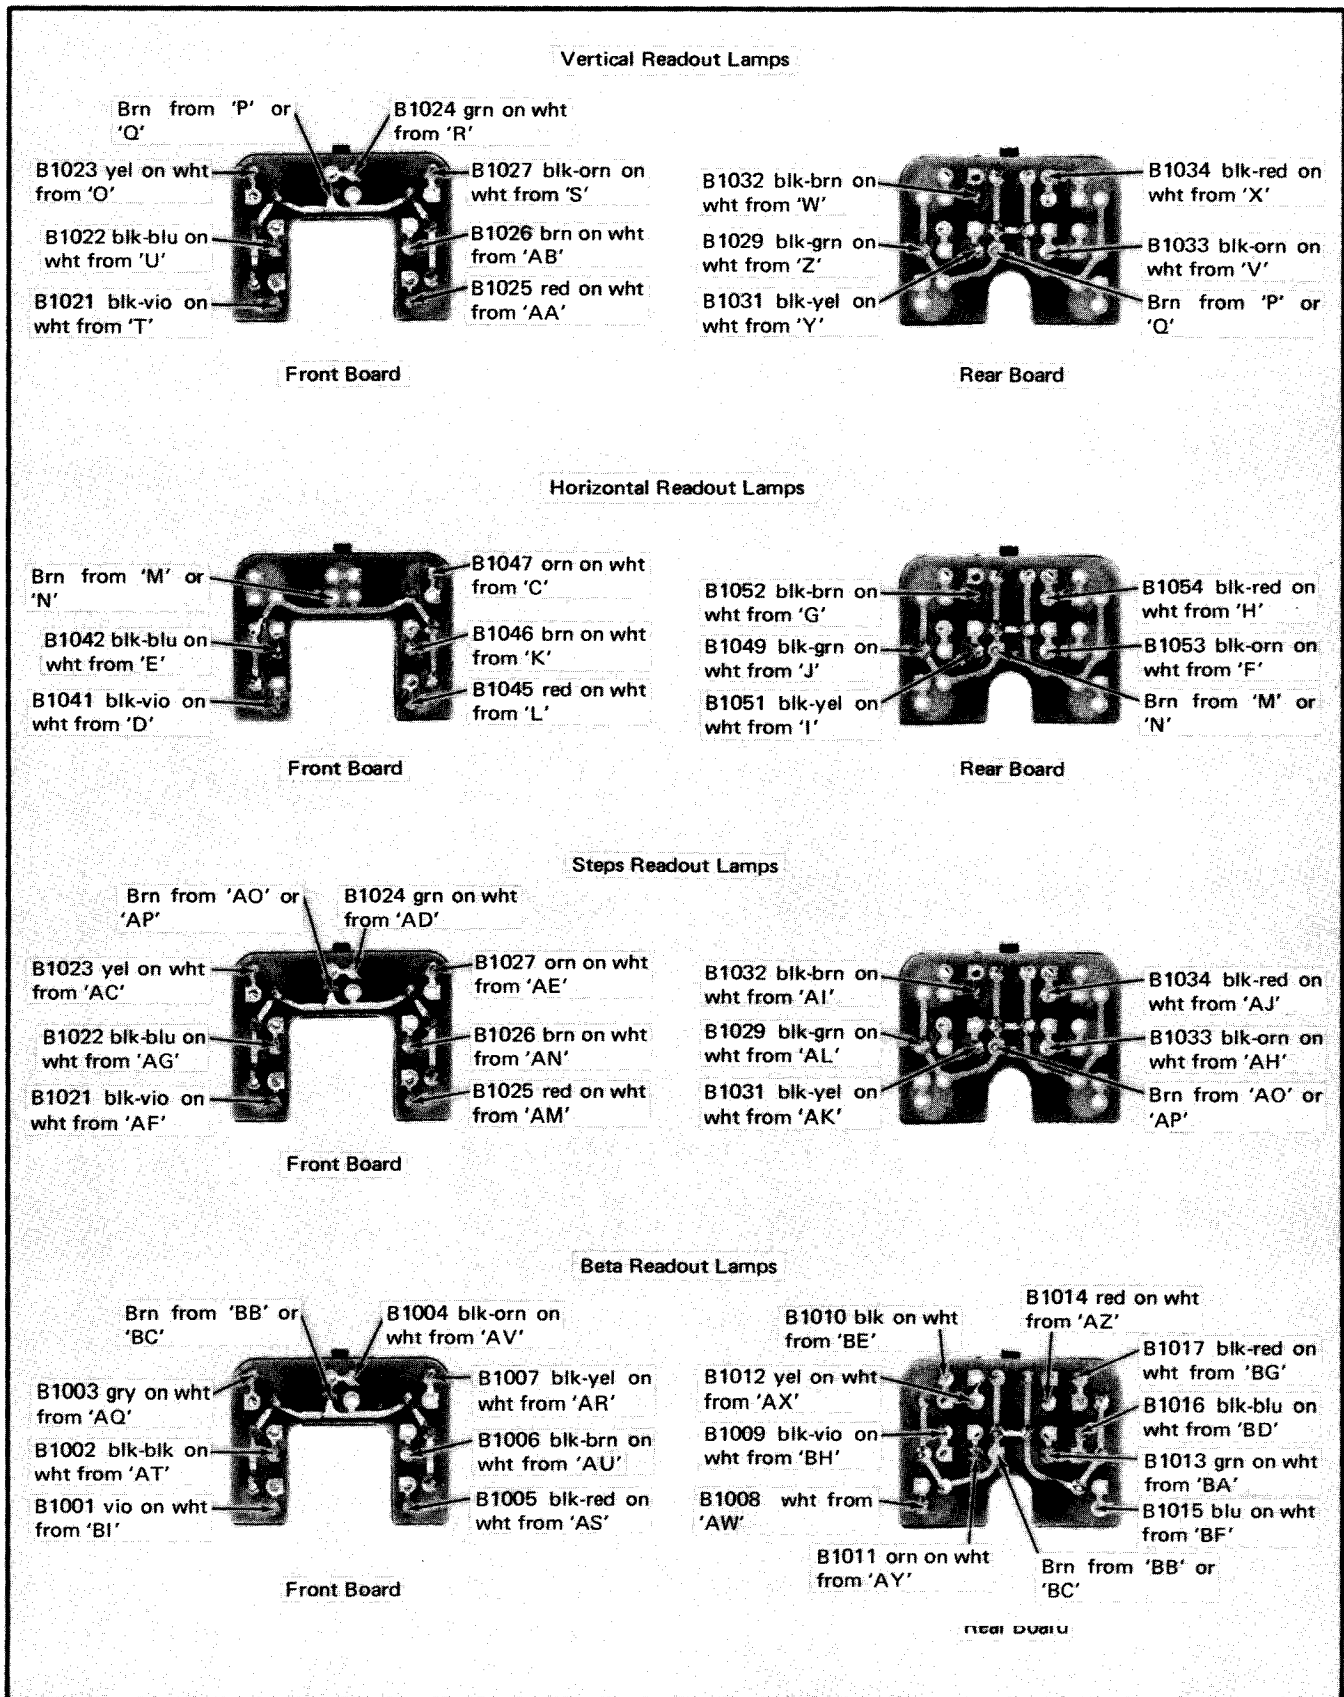 Vertical Readout Lamps
Brn from 'P' or
'Q'
B1024 grn on wht
from 'R'
B1023 yel on wht
from 'O'
B1027 blk-orn on
wht from 'S'
B1022 blk-blu on
wht from 'U'
B1026 brn on wht
from 'AB'
B1021 blk-vio on
wht from 'T'
B1025 red on wht
from 'AA'
Front Board
B1032 blk-brn on
wht from 'W'
B1034 blk-red on
wht from 'X'
B1029 blk-grn on
wht from 'Z'
B1033 blk-orn on
wht from 'V'
B1031 blk-yel on
wht from 'Y'
Brn from 'P' or
'Q'
Rear Board
Horizontal Readout Lamps
Brn from 'M' or
'N'
B1047 orn on wht
from 'C'
B1042 blk-blu on
wht from 'E'
B1046 brn on wht
from 'K'
B1041 blk-vio on
wht from 'D'
B1045 red on wht
from 'L'
Front Board
B1052 blk-brn on
wht from 'G'
B1054 blk-red on
wht from 'H'
B1049 blk-grn on
wht from 'J'
B1053 blk-orn on
wht from 'F'
B1051 blk-yel on
wht from 'I'
Brn from 'M' or
'N'
Rear Board
Steps Readout Lamps
Brn from 'AO' or
'AP'
B1024 grn on wht
from 'AD'
B1023 yel on wht
from 'AC'
B1027 orn on wht
from 'AE'
B1022 blk-blu on
wht from 'AG'
B1026 brn on wht
from 'AN'
B1021 blk-vio on
wht from 'AF'
B1025 red on wht
from 'AM'
Front Board
B1032 blk-brn on
wht from 'AI'
B1034 blk-red on
wht from 'AJ'
B1029 blk-grn on
wht from 'AL'
B1033 blk-orn on
wht from 'AH'
B1031 blk-yel on
wht from 'AK'
Brn from 'AO' or
'AP'
Beta Readout Lamps
Brn from 'BB' or
'BC'
B1004 blk-orn on
wht from 'AV'
B1003 gry on wht
from 'AQ'
B1007 blk-yel on
wht from 'AR'
B1002 blk-blk on
wht from 'AT'
B1006 blk-brn on
wht from 'AU'
B1001 vio on wht
from 'BI'
B1005 blk-red on
wht from 'AS'
Front Board
B1010 blk on wht
from 'BE'
B1014 red on wht
from 'AZ'
B1012 yel on wht
from 'AX'
B1017 blk-red on
wht from 'BG'
B1009 blk-vio on
wht from 'BH'
B1016 blk-blu on
wht from 'BD'
B1008 wht from
'AW'
B1013 grn on wht
from 'BA'
B1015 blu on wht
from 'BF'
B1011 orn on wht
from 'AY'
Brn from 'BB' or
'BC'
Rear Board